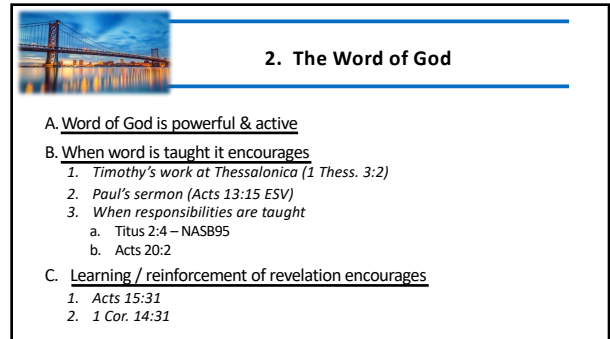 2. The Word of God
A. Word of God is powerful & active
B. When word is taught it encourages
1. Timothy's work at Thessalonica (1 Thess. 3:2)
2. Paul's sermon (Acts 13:15 ESV)
3. When responsibilities are taught
a. Titus 2:4 – NASB95
b. Acts 20:2
C. Learning / reinforcement of revelation encourages
1. Acts 15:31
2. 1 Cor. 14:31